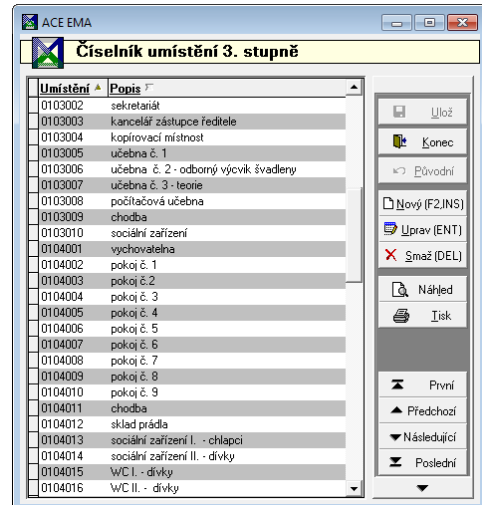 ACE EMA
Číselník umístění 3. stupně
Umístění Popis
0103002 sekretariát
0103003 kancelář zástupce ředitele
0103004 kopírovací místnost
0103005 učebna č. 1
0103006 učebna  č. 2 - odborný výcvik švadleny
0103007 učebna č. 3 - teorie
0103008 počítačová učebna
0103009 chodba
0103010 sociální zařízení
0104001 vychovatelna
0104002 pokoj č. 1
0104003 pokoj č.2
0104004 pokoj č. 3
0104005 pokoj č. 4
0104006 pokoj č. 5
0104007 pokoj č. 6
0104008 pokoj č. 7
0104009 pokoj č. 8
0104010 pokoj č. 9
0104011 chodba
0104012 sklad prádla
0104013 sociální zařízení I.  - chlapci
0104014 sociální zařízení II. - dívky
0104015 WC I. - dívky
0104016 WC II. -  dívky
Ulož
Konec
Původní
Nový (F2,INS)
Uprav (ENT)
Smaž (DEL)
Náhled
Tisk
První
Předchozí
Následující
Poslední